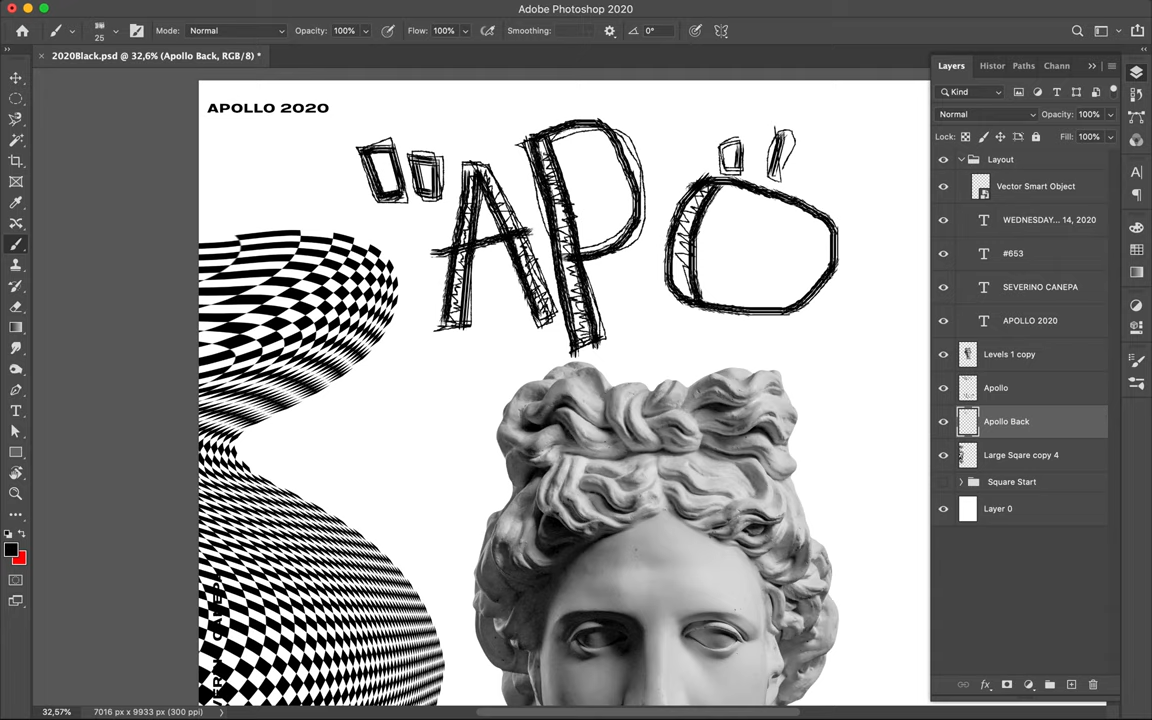 Adobe Photoshop 2020
25
Mode: Normal
Opacity: 100%
Flow: 100%
Smoothing:
0°
2020Black.psd @ 32,6% (Apollo Back, RGB/8) *
APOLLO 2020
"APO"
CANEPA
32,57%
7016 px x 9933 px (300 ppi)
Layers
Histor
Paths
Chann
Kind
Normal
Opacity: 100%
Lock:
Fill: 100%
Layout
Vector Smart Object
WEDNESDAY... 14, 2020
#653
SEVERINO CANEPA
APOLLO 2020
Levels 1 copy
Apollo
Apollo Back
Large Sqare copy 4
Square Start
Layer 0